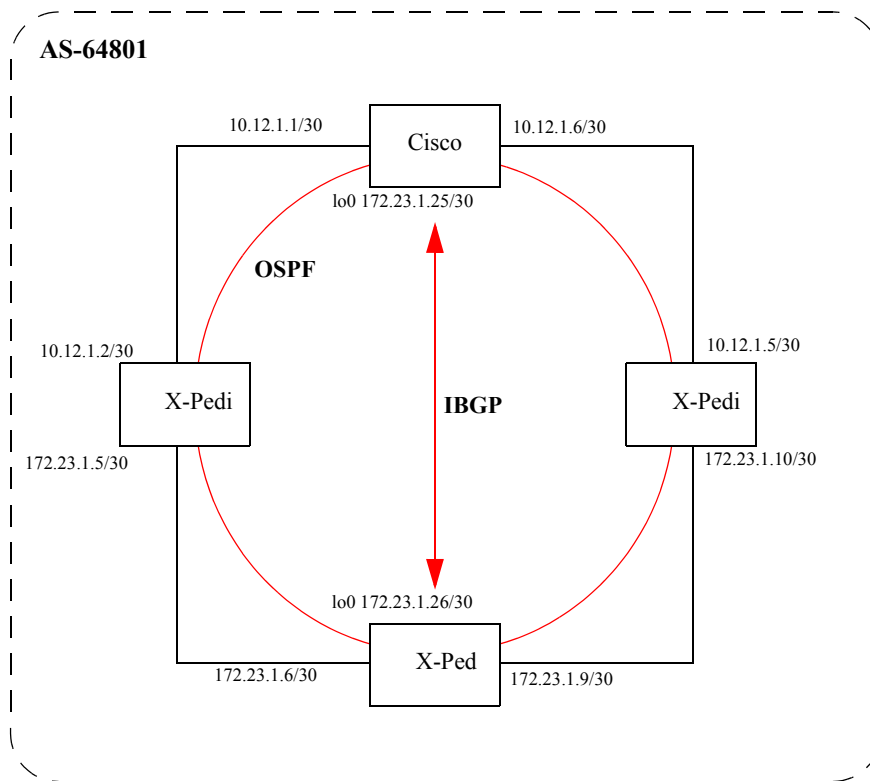 AS-64801
10.12.1.1/30
Cisco
10.12.1.6/30
lo0 172.23.1.25/30
OSPF
10.12.1.2/30
10.12.1.5/30
X-Pedi
IBGP
X-Pedi
172.23.1.5/30
172.23.1.10/30
lo0 172.23.1.26/30
X-Ped
172.23.1.6/30
172.23.1.9/30